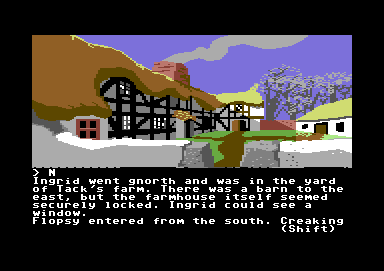 > N
Ingrid went gnorth and was in the yard
of Tack's farm. There was a barn to the
east, but the farmhouse itself seemed
securely locked. Ingrid could see a
window.
Flopsy entered from the south. Creaking
(Shift)